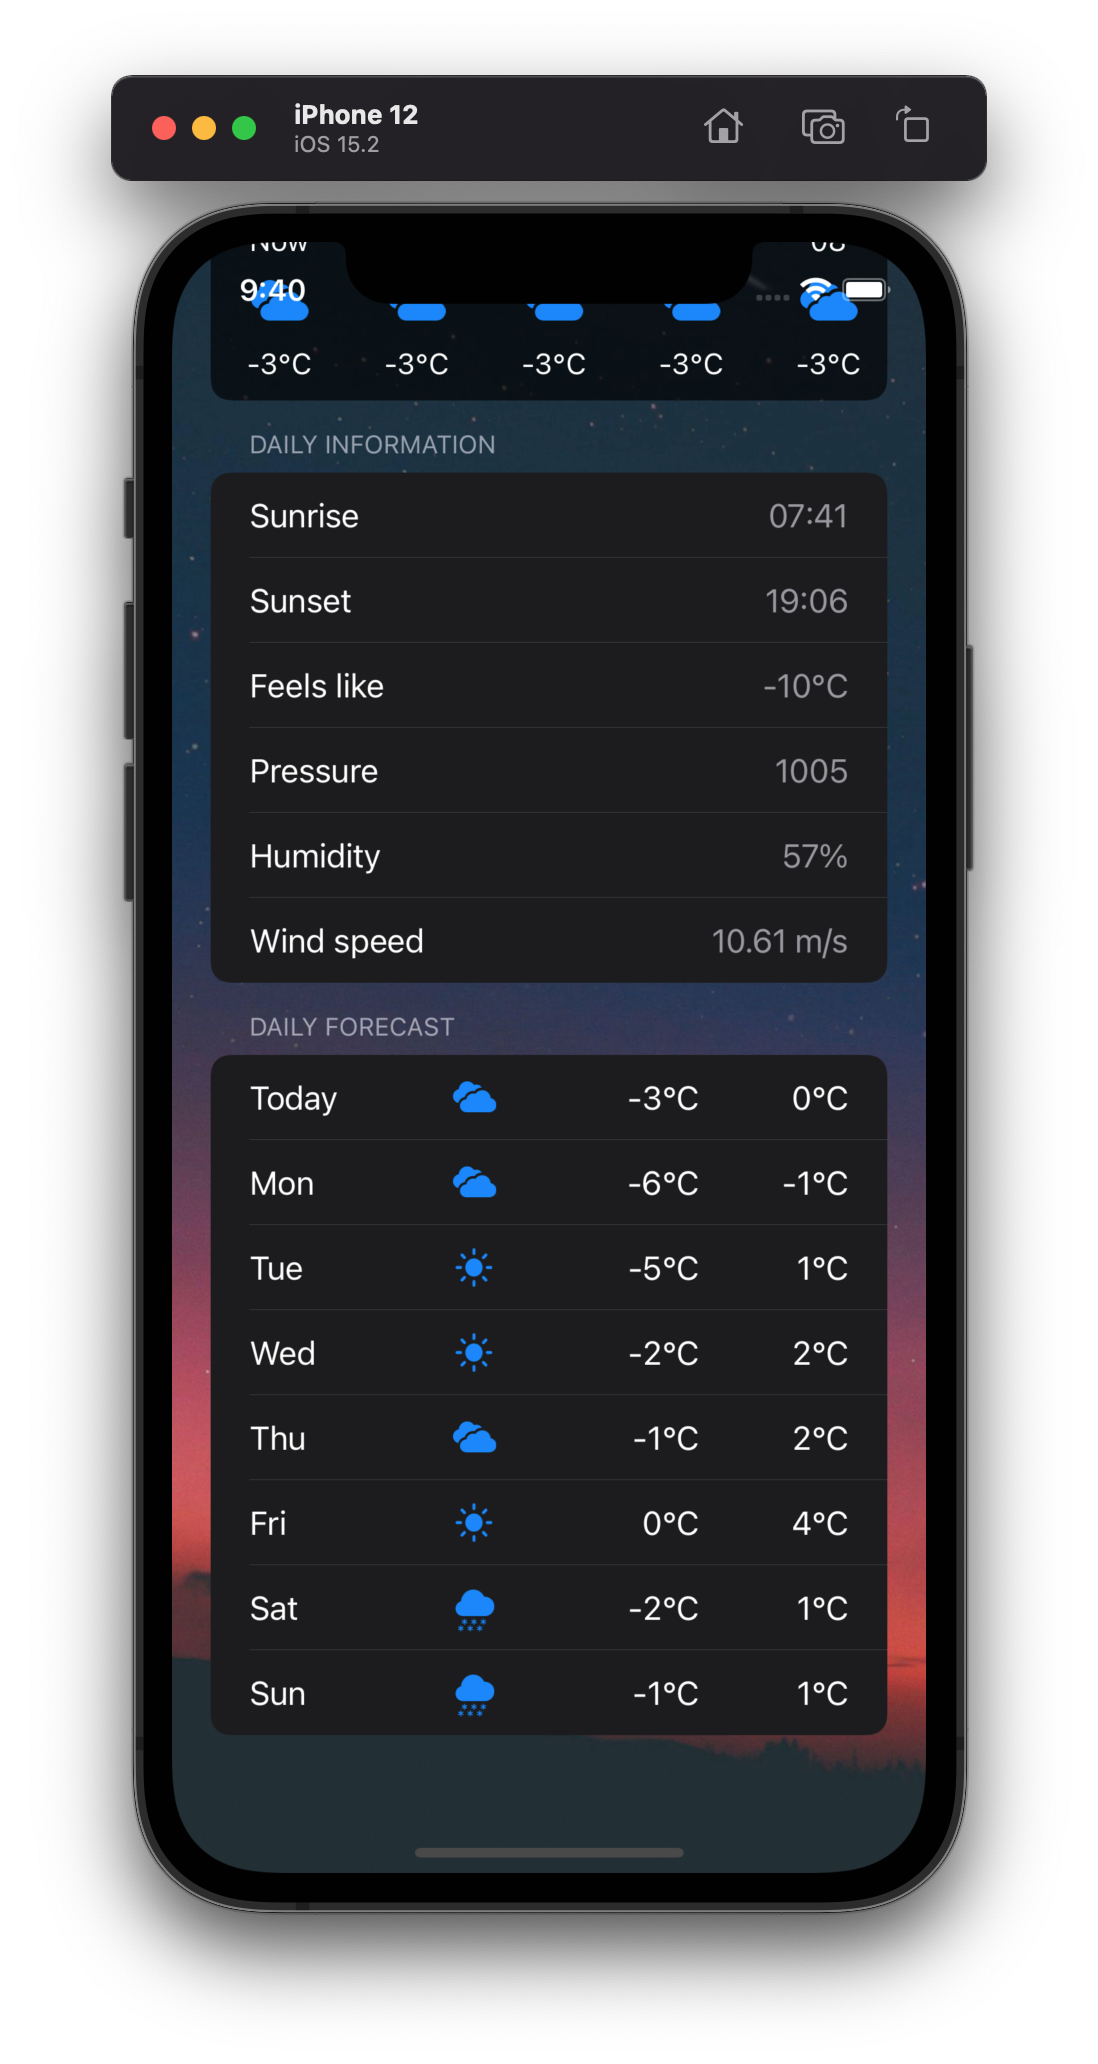 iPhone 12
iOS 15.2
Now 08
9:40
-3°C -3°C -3°C -3°C -3°C
DAILY INFORMATION
Sunrise 07:41
Sunset 19:06
Feels like -10°C
Pressure 1005
Humidity 57%
Wind speed 10.61 m/s
DAILY FORECAST
Today -3°C 0°C
Mon -6°C -1°C
Tue -5°C 1°C
Wed -2°C 2°C
Thu -1°C 2°C
Fri 0°C 4°C
Sat -2°C 1°C
Sun -1°C 1°C